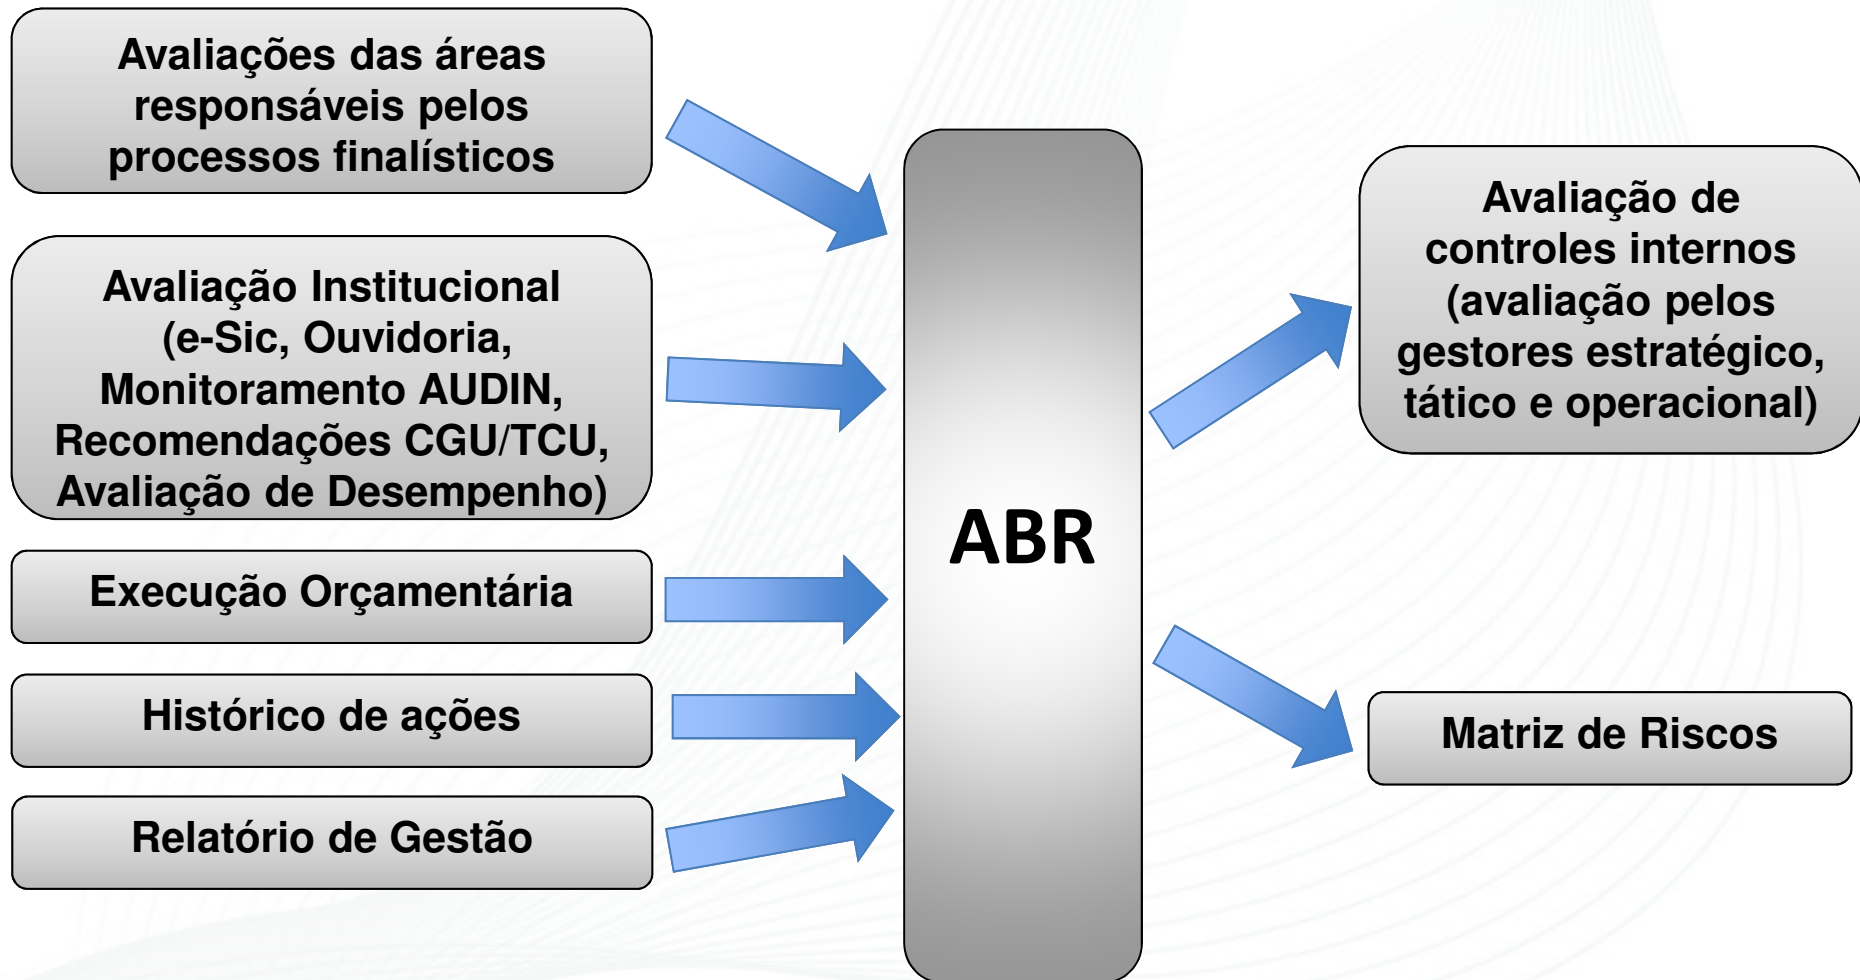 Avaliações das áreas
responsáveis pelos
processos finalísticos
Avaliação Institucional
(e-Sic, Ouvidoria,
Monitoramento AUDIN,
Recomendações CGU/TCU,
Avaliação de Desempenho)
Execução Orçamentária
Histórico de ações
Relatório de Gestão
ABR
Avaliação de
controles internos
(avaliação pelos
gestores estratégico,
tático e operacional)
Matriz de Riscos